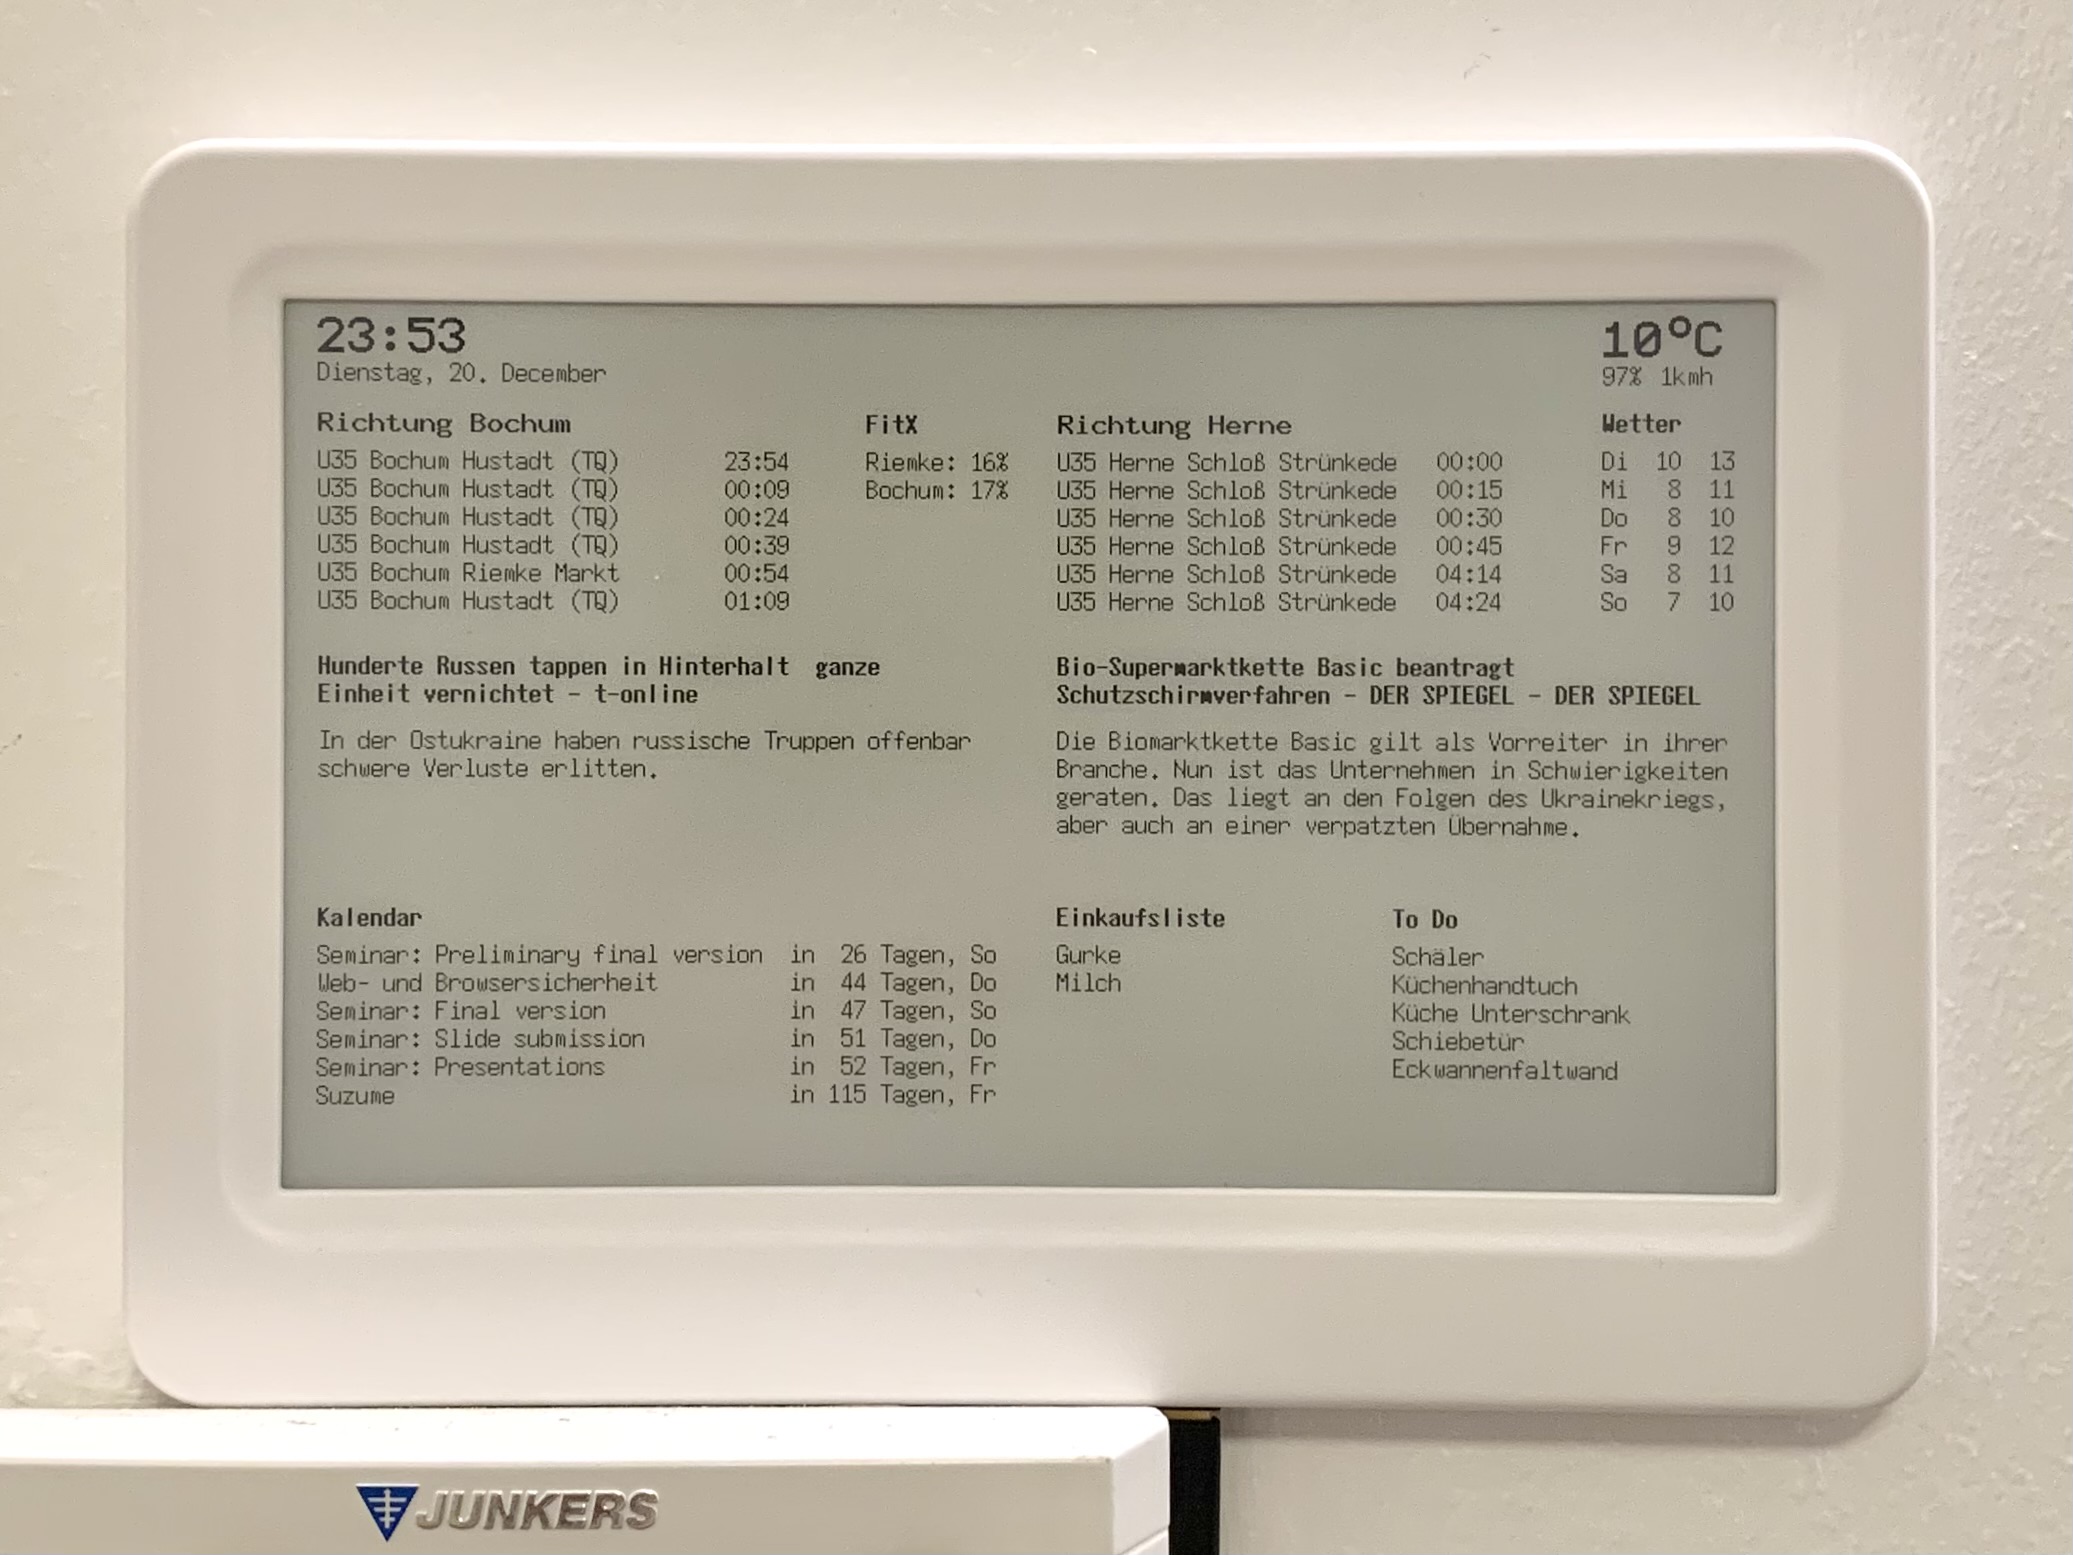 23:53
Dienstag, 20. December
10°C
97% 1kmh
Richtung Bochum
U35 Bochum Hustadt (TQ) 23:54
U35 Bochum Hustadt (TQ) 00:09
U35 Bochum Hustadt (TQ) 00:24
U35 Bochum Hustadt (TQ) 00:39
U35 Bochum Riemke Markt 00:54
U35 Bochum Hustadt (TQ) 01:09
FitX
Riemke: 16%
Bochum: 17%
Richtung Herne
U35 Herne Schloß Strünkede 00:00
U35 Herne Schloß Strünkede 00:15
U35 Herne Schloß Strünkede 00:30
U35 Herne Schloß Strünkede 00:45
U35 Herne Schloß Strünkede 04:14
U35 Herne Schloß Strünkede 04:24
Wetter
Di 10 13
Mi 8 11
Do 8 10
Fr 9 12
Sa 8 11
So 7 10
Hunderte Russen tappen in Hinterhalt ganze
Einheit vernichtet - t-online
In der Ostukraine haben russische Truppen offenbar
schwere Verluste erlitten.
Bio-Supermarktkette Basic beantragt
Schutzschirmverfahren - DER SPIEGEL - DER SPIEGEL
Die Biomarktkette Basic gilt als Vorreiter in ihrer
Branche. Nun ist das Unternehmen in Schwierigkeiten
geraten. Das liegt an den Folgen des Ukrainekriegs,
aber auch an einer verpatzten Übernahme.
Kalendar
Seminar: Preliminary final version in 26 Tagen, So
Web- und Browsersicherheit in 44 Tagen, Do
Seminar: Final version in 47 Tagen, So
Seminar: Slide submission in 51 Tagen, Do
Seminar: Presentations in 52 Tagen, Fr
Suzume in 115 Tagen, Fr
Einkaufsliste
Gurke
Milch
To Do
Schäler
Küchenhandtuch
Küche Unterschrank
Schiebetür
Eckwannenfaltwand
JUNKERS